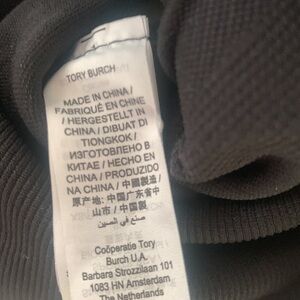 TORY BURCH
MADE IN CHINA /
FABRIQUÉ EN CHINE
/ HERGESTELLT IN
CHINA / DIBUAT DI
TIONGKOK /
ИЗГОТОВЛЕНО В
КИТАЕ / HECHO EN
CHINA / PRODUZIDO
NA CHINA / 中國製造 /
原产地: 中国广东省中
山市 / 中国製 /
صنع في الصين
Coöperatie Tory
Burch U.A.
Barbara Strozzilaan 101
1083 HN Amsterdam
The Netherlands